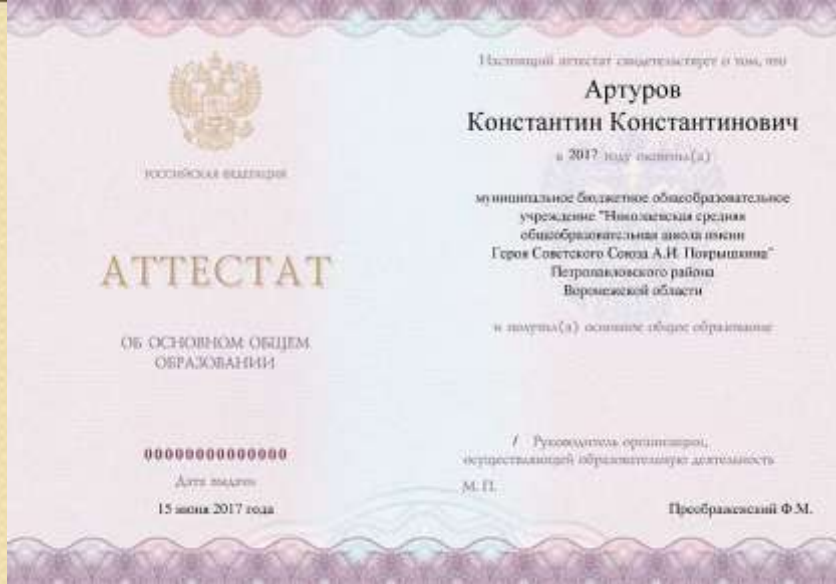 РОССИЙСКАЯ ФЕДЕРАЦИЯ
АТТЕСТАТ
ОБ ОСНОВНОМ ОБЩЕМ
ОБРАЗОВАНИИ
00000000000000
Дата выдачи
15 июня 2017 года
Настоящий аттестат свидетельствует о том, что
Артуров
Константин Константинович
в 2017 году окончил(а)
муниципальное бюджетное общеобразовательное
учреждение "Николаевская средняя
общеобразовательная школа имени
Героя Советского Союза А.И. Покрышкина"
Петропавловского района
Воронежской области
и получил(а) основное общее образование
/ Руководитель организации,
осуществляющей образовательную деятельность
М. П.
Преображенский Ф.М.